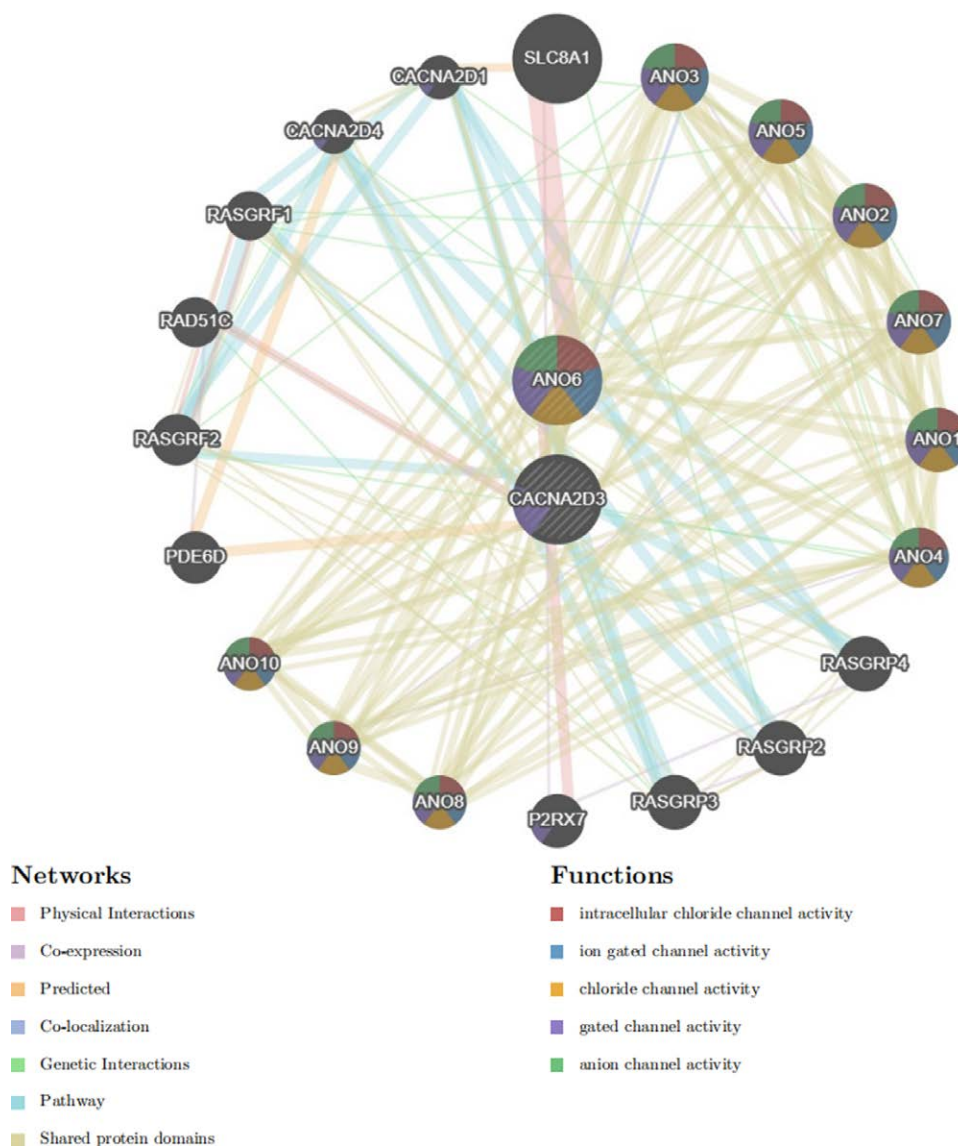 SLC8A1
CACNA2D1
ANO3
CACNA2D4
ANO5
RASGRF1
ANO2
RAD51C
ANO7
ANO6
RASGRF2
ANO1
CACNA2D3
PDE6D
ANO4
ANO10
RASGRP4
ANO9
RASGRP2
ANO8
P2RX7
RASGRP3
Networks
Physical Interactions
Co-expression
Predicted
Co-localization
Genetic Interactions
Pathway
Shared protein domains
Functions
intracellular chloride channel activity
ion gated channel activity
chloride channel activity
gated channel activity
anion channel activity